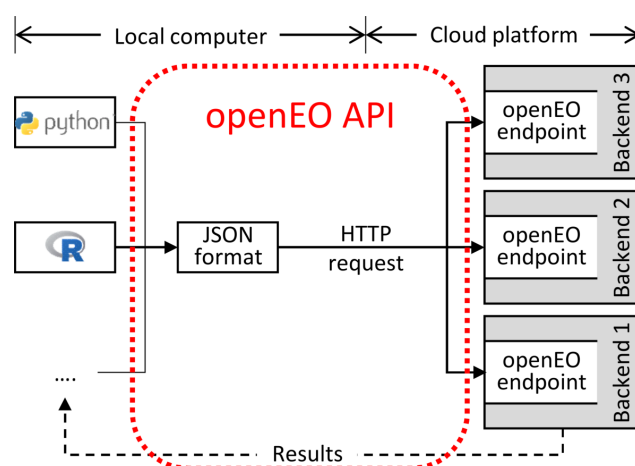 Local computer
Cloud platform
python
R
....
openEO API
JSON
format
HTTP
request
openEO
endpoint
Backend 3
openEO
endpoint
Backend 2
openEO
endpoint
Backend 1
Results